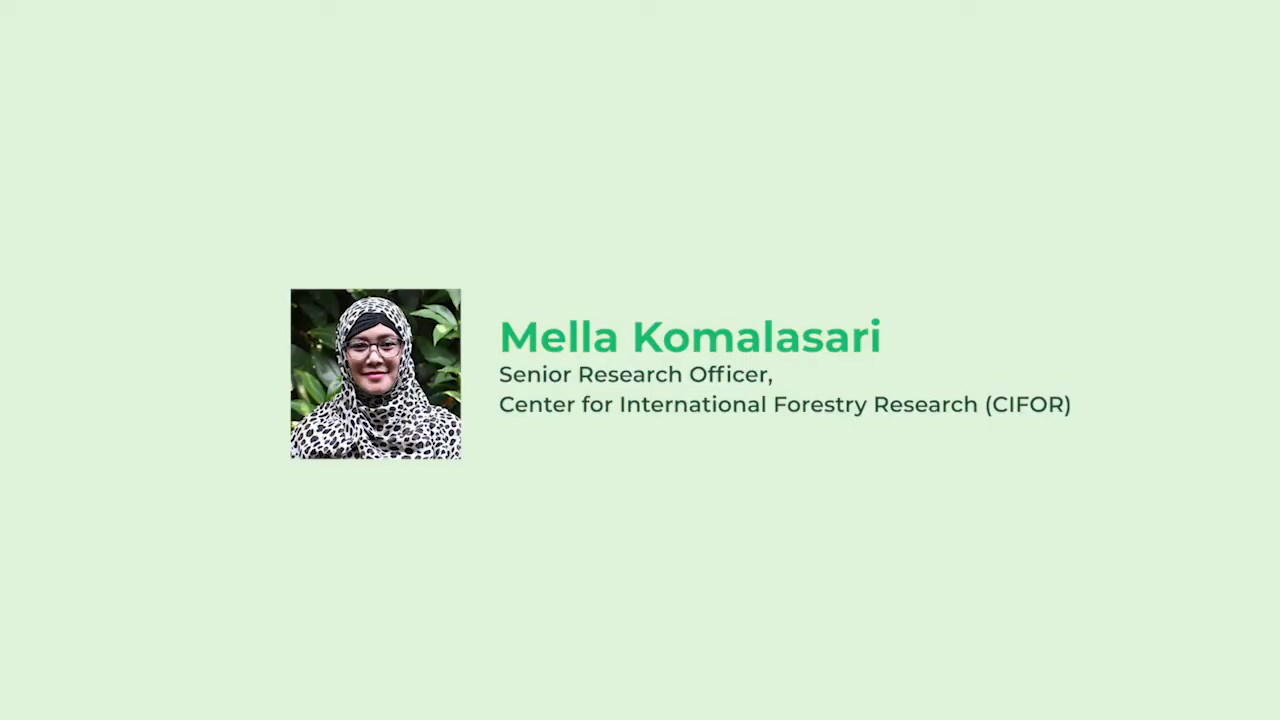 Mella Komalasari
Senior Research Officer,
Center for International Forestry Research (CIFOR)